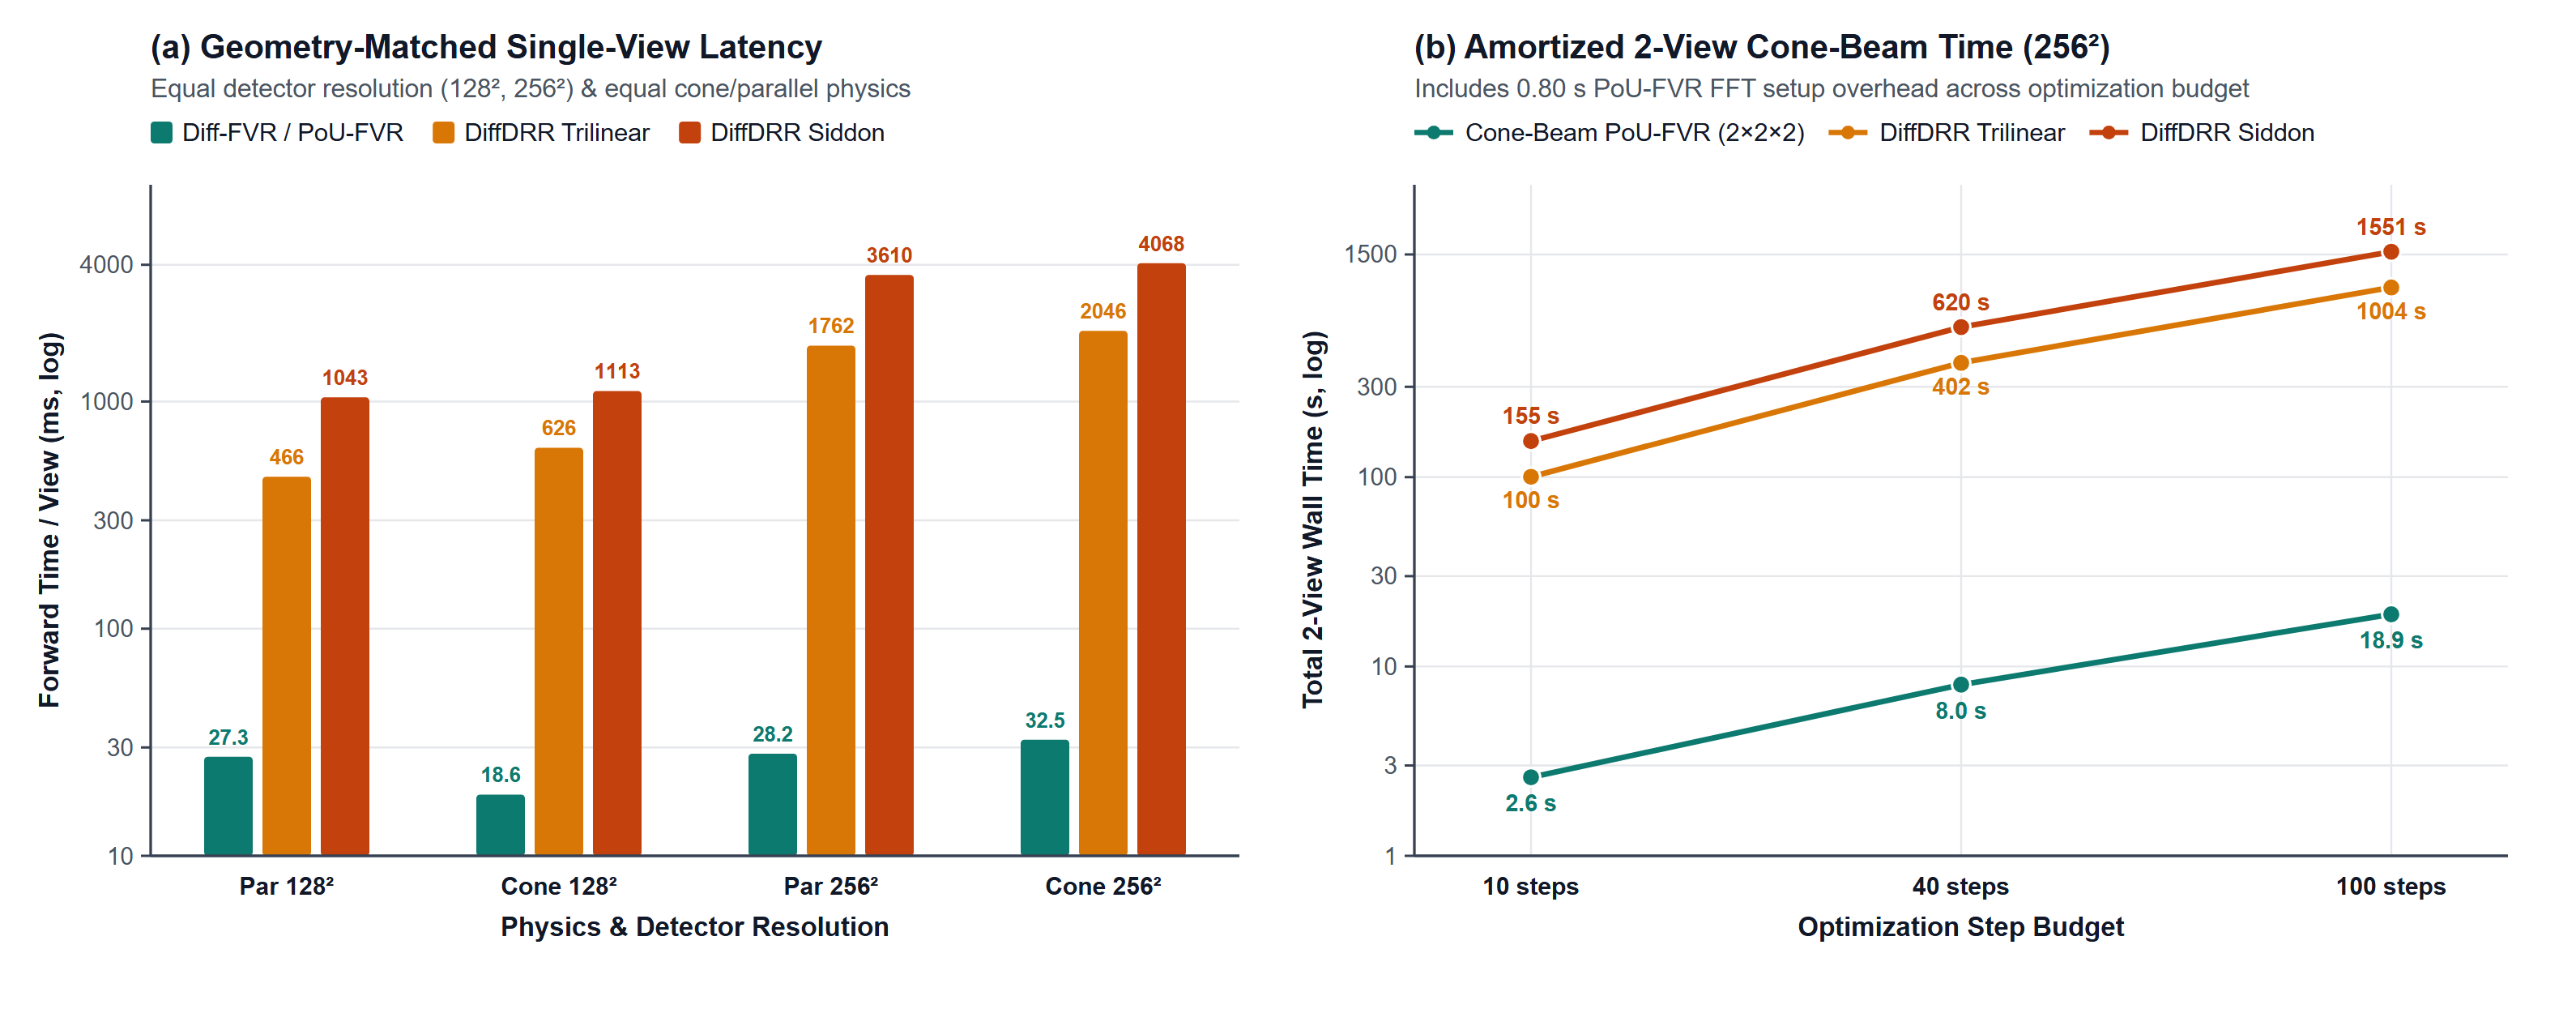 (a) Geometry-Matched Single-View Latency
Equal detector resolution (128², 256²) & equal cone/parallel physics
Diff-FVR / PoU-FVR
DiffDRR Trilinear
DiffDRR Siddon
Forward Time / View (ms, log)
4000
1000
300
100
30
10
27.3
466
1043
18.6
626
1113
28.2
1762
3610
32.5
2046
4068
Par 128²
Cone 128²
Par 256²
Cone 256²
Physics & Detector Resolution
(b) Amortized 2-View Cone-Beam Time (256²)
Includes 0.80 s PoU-FVR FFT setup overhead across optimization budget
Cone-Beam PoU-FVR (2×2×2)
DiffDRR Trilinear
DiffDRR Siddon
Total 2-View Wall Time (s, log)
1500
300
100
30
10
3
1
155 s
620 s
1551 s
100 s
402 s
1004 s
2.6 s
8.0 s
18.9 s
10 steps
40 steps
100 steps
Optimization Step Budget